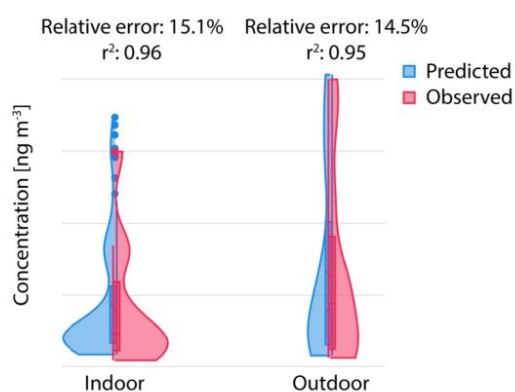 Relative error: 15.1%
r²: 0.96
Relative error: 14.5%
r²: 0.95
Predicted
Observed
Concentration [ng m⁻³]
Indoor
Outdoor